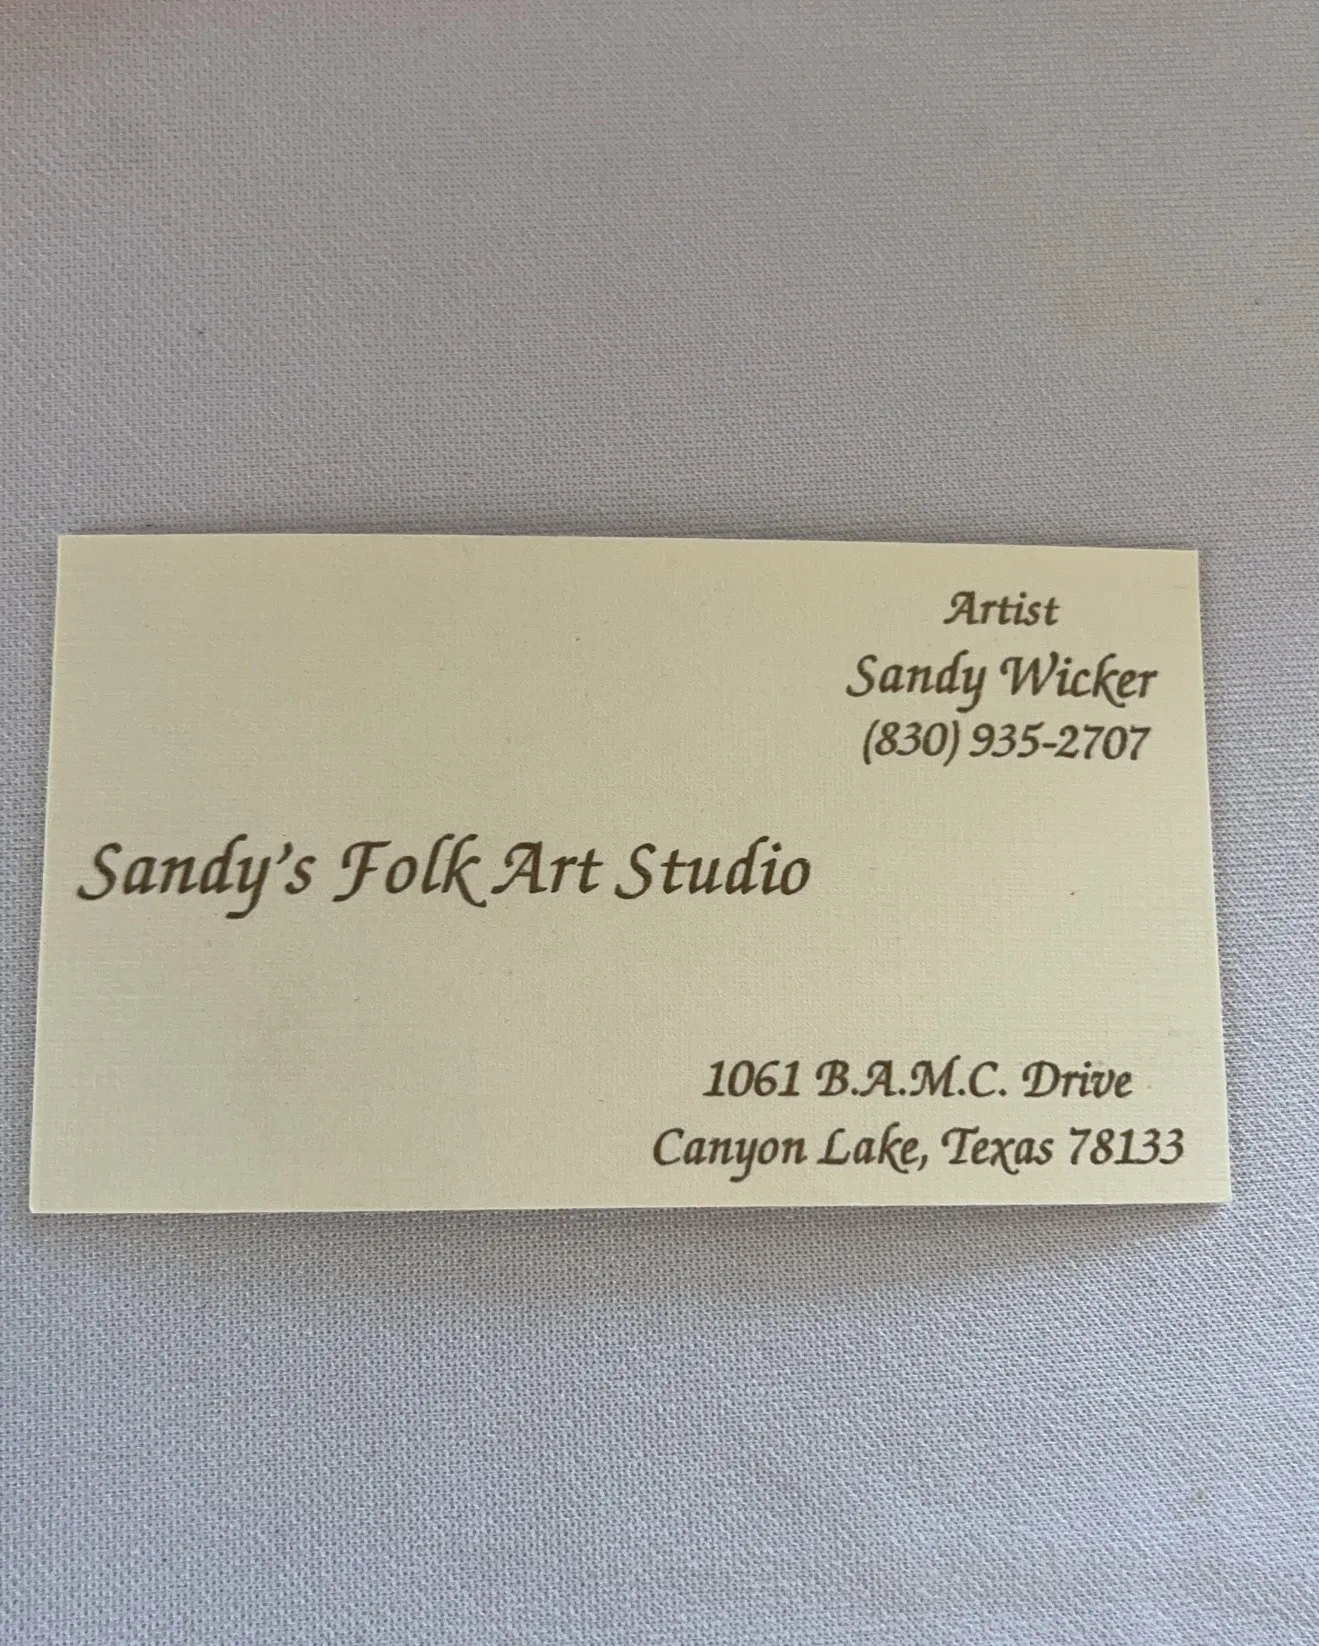 Artist
Sandy Wicker
(830) 935-2707
Sandy's Folk Art Studio
1061 B.A.M.C. Drive
Canyon Lake, Texas 78133